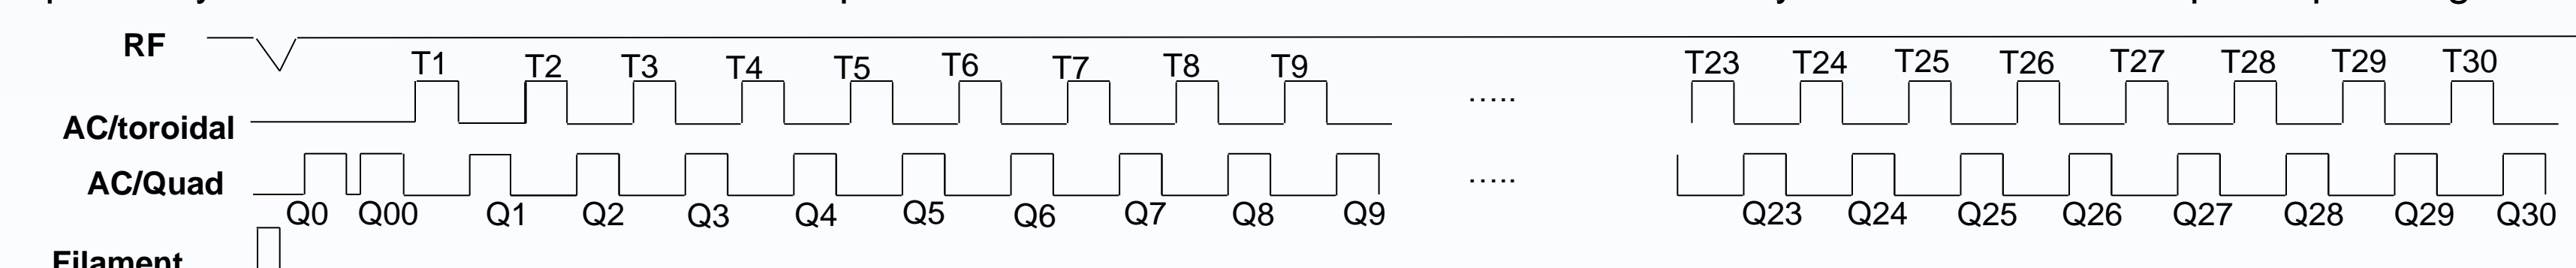 RF
T1 T2 T3 T4 T5 T6 T7 T8 T9 ..... T23 T24 T25 T26 T27 T28 T29 T30
AC/toroidal
AC/Quad .....
Q0 Q00 Q1 Q2 Q3 Q4 Q5 Q6 Q7 Q8 Q9 Q23 Q24 Q25 Q26 Q27 Q28 Q29 Q30
Filament